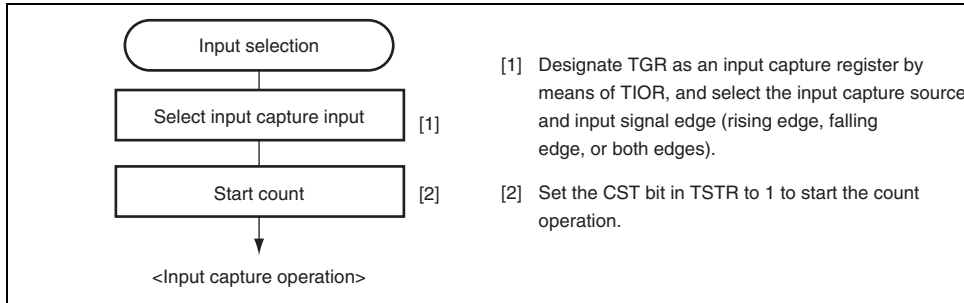 Input selection
Select input capture input
[1]
Start count
[2]
<Input capture operation>
[1] Designate TGR as an input capture register by
means of TIOR, and select the input capture source
and input signal edge (rising edge, falling
edge, or both edges).
[2] Set the CST bit in TSTR to 1 to start the count
operation.